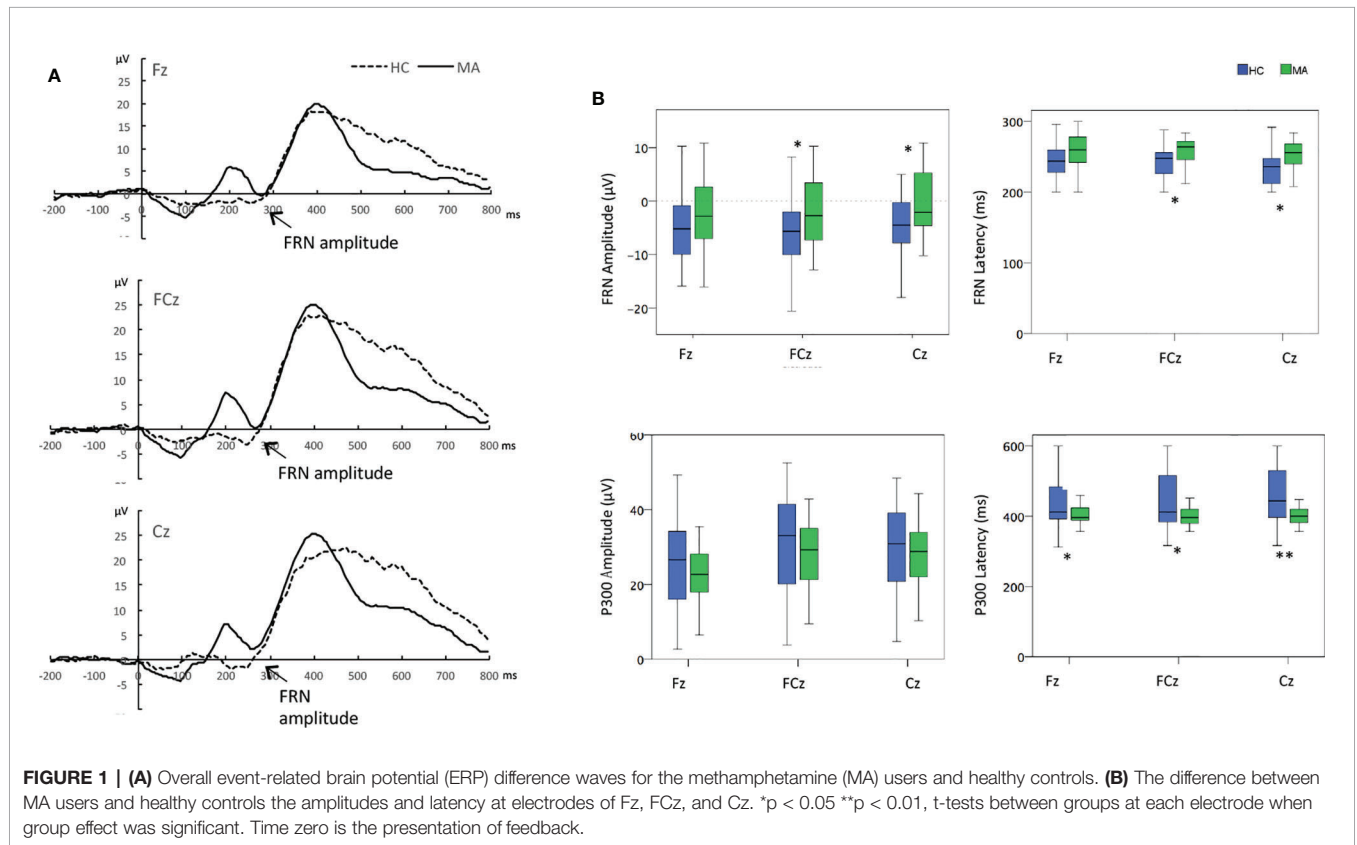 A
µV
Fz
HC MA
25
20
15
10
5
0
-5
-200 -100 0 100 200 300 400 500 600 700 800 ms
FRN amplitude
µV
FCz
30
25
20
15
10
5
0
-5
-200 -100 0 100 200 300 400 500 600 700 800 ms
FRN amplitude
µV
Cz
30
25
20
15
10
5
0
-5
-200 -100 0 100 200 300 400 500 600 700 800 ms
FRN
amplitude
B
HC MA
FRN Amplitude (µV)
10
0
−10
−20
*
*
Fz FCz Cz
FRN Latency (ms)
300
200
100
0
*
*
Fz FCz Cz
P300 Amplitude (µV)
60
40
20
0
Fz FCz Cz
P300 Latency (ms)
600
400
200
0
*
*
**
Fz FCz Cz
FIGURE 1 | (A) Overall event-related brain potential (ERP) difference waves for the methamphetamine (MA) users and healthy controls. (B) The difference between
MA users and healthy controls the amplitudes and latency at electrodes of Fz, FCz, and Cz. *p < 0.05 **p < 0.01, t-tests between groups at each electrode when
group effect was significant. Time zero is the presentation of feedback.